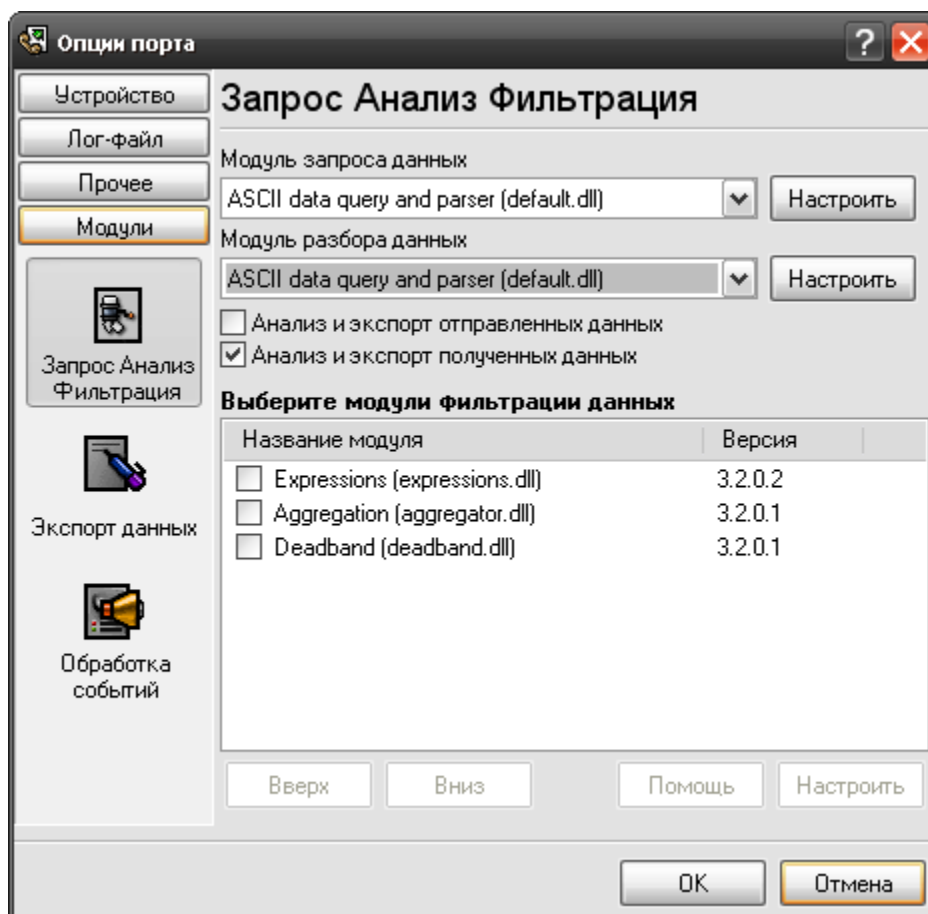 Опции порта
Устройство
Лог-файл
Прочее
Модули
Запрос Анализ
Фильтрация
Экспорт данных
Обработка
событий
Запрос Анализ Фильтрация
Модуль запроса данных
ASCII data query and parser (default.dll)
Настроить
Модуль разбора данных
ASCII data query and parser (default.dll)
Настроить
Анализ и экспорт отправленных данных
Анализ и экспорт полученных данных
Выберите модули фильтрации данных
Название модуля Версия
Expressions (expressions.dll) 3.2.0.2
Aggregation (aggregator.dll) 3.2.0.1
Deadband (deadband.dll) 3.2.0.1
Вверх Вниз Помощь Настроить
OK Отмена